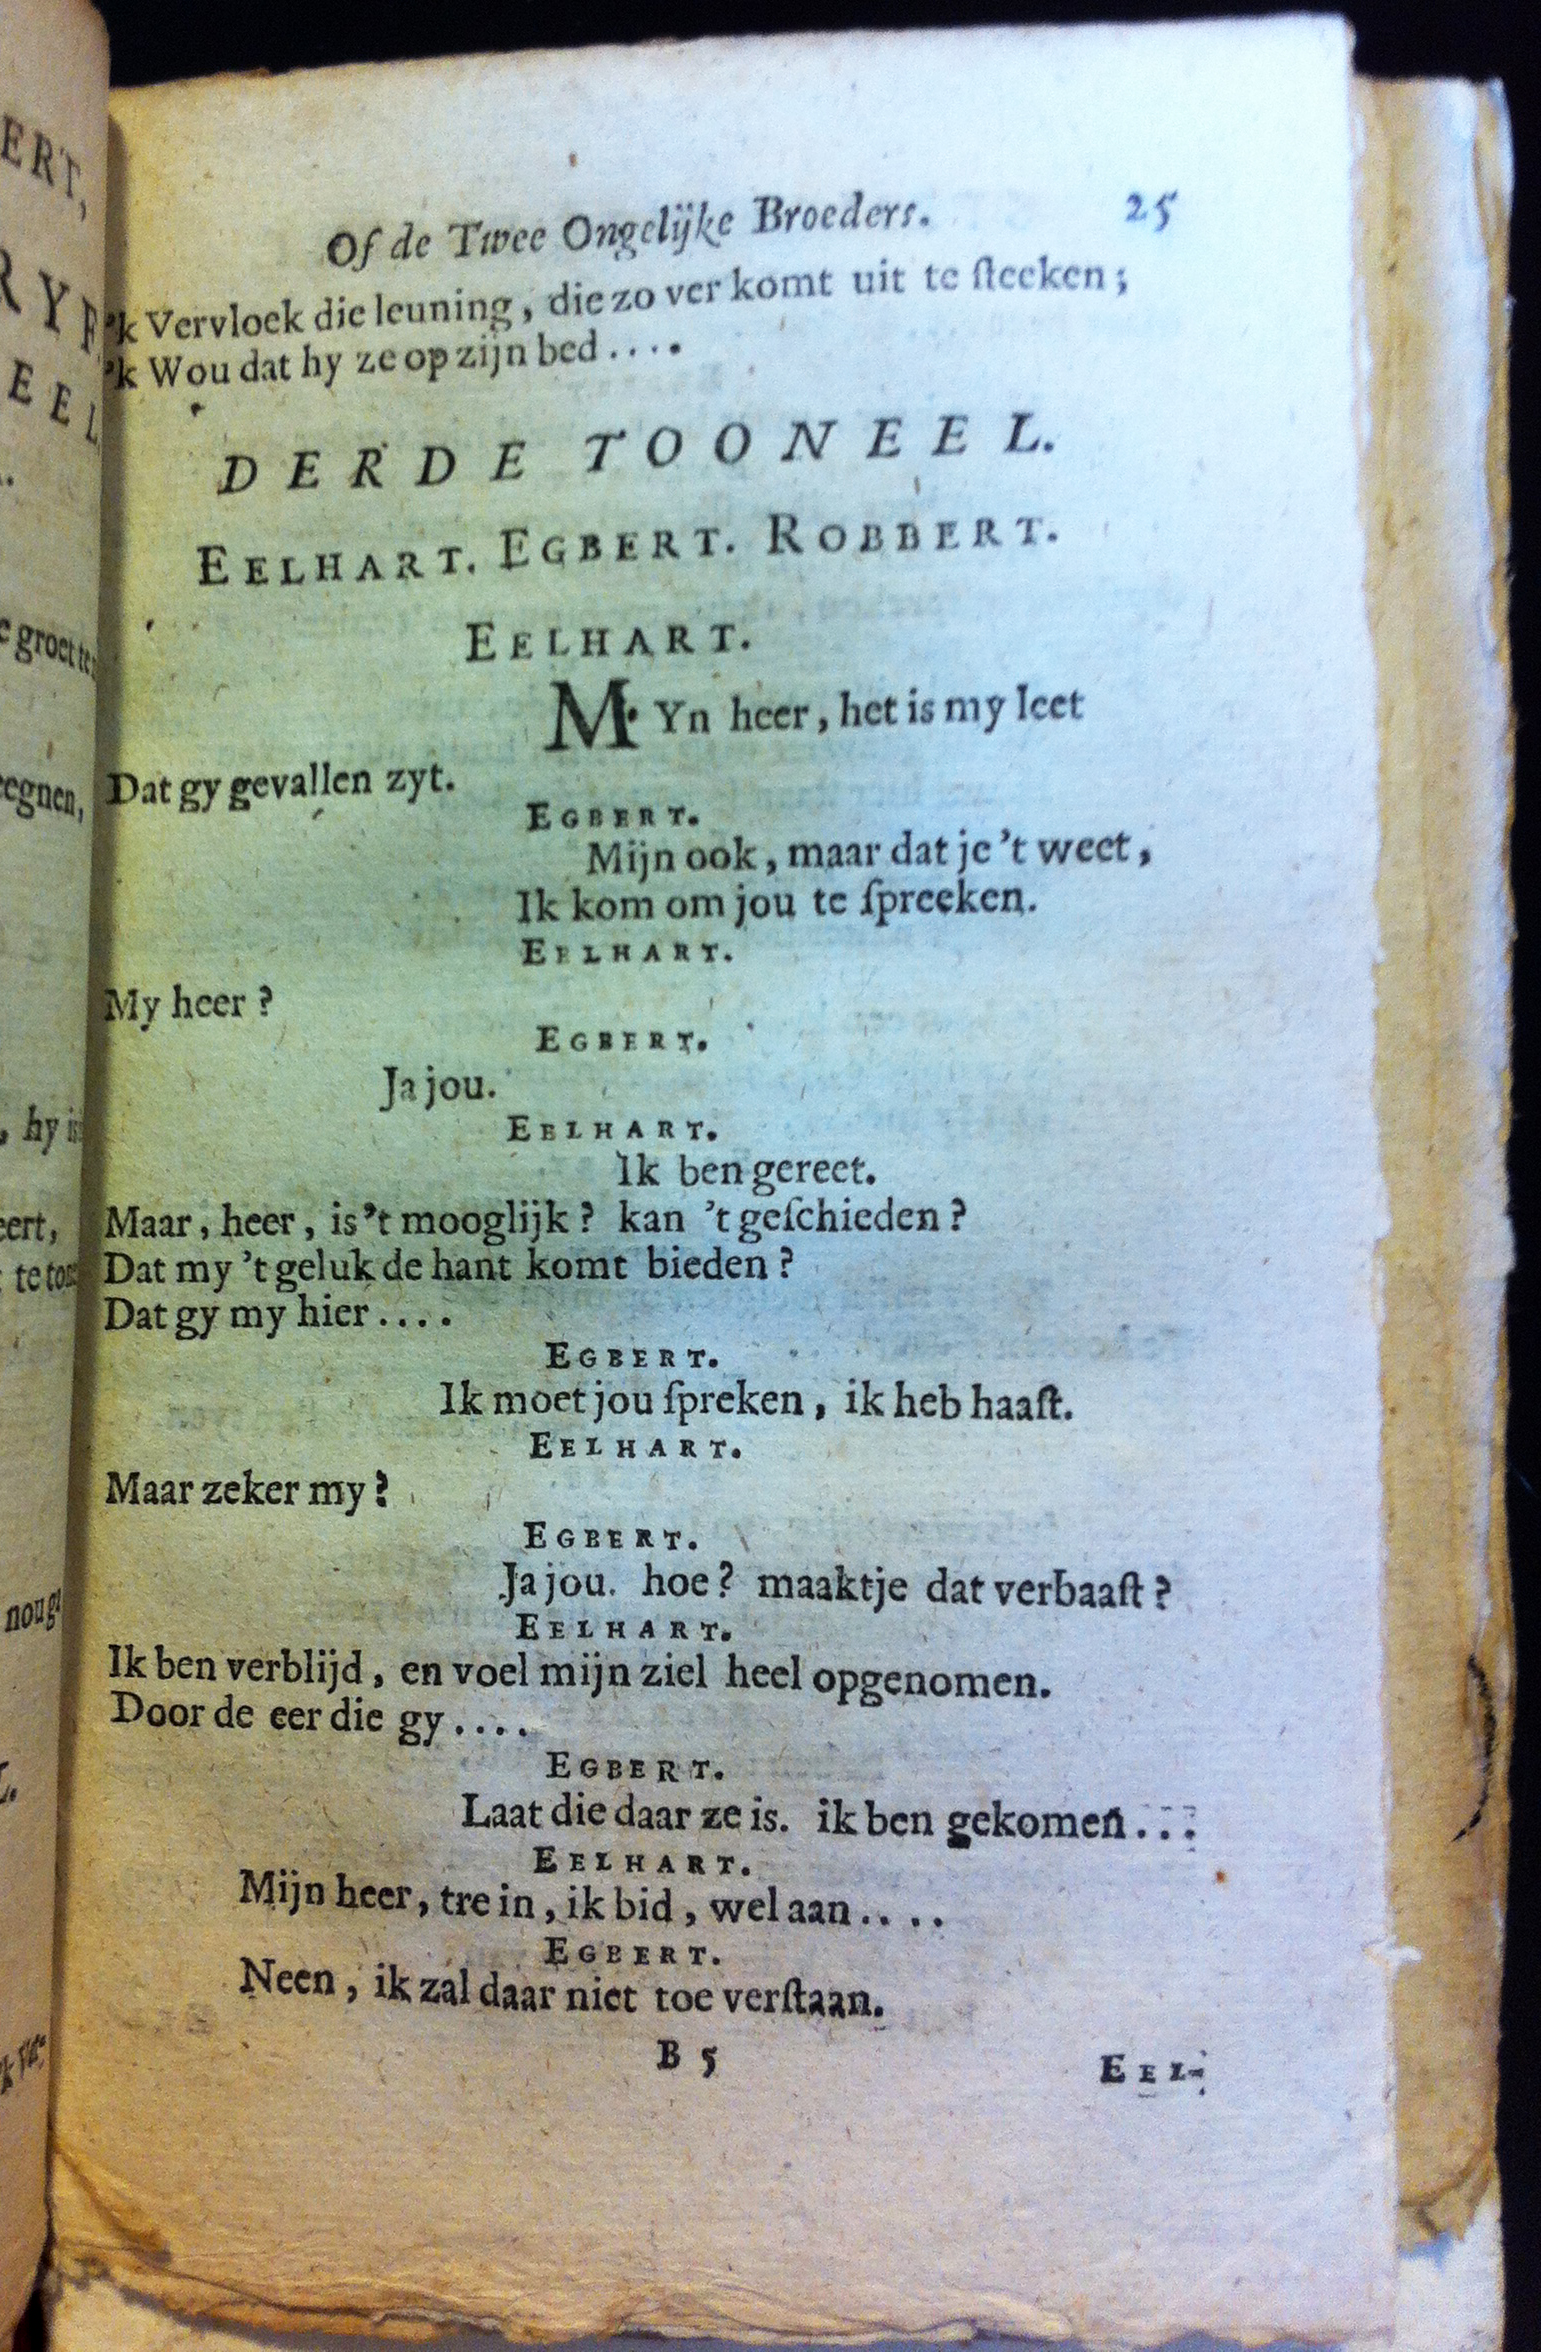 Of de Twee Ongelijke Broeders. 25
'k Vervloek die leuning, die zo ver komt uit te ſteeken;
'k Wou dat hy ze op zijn bed....
DERDE TOONEEL.
EELHART. EGBERT. ROBBERT.
EELHART.
MYn heer, het is my leet
Dat gy gevallen zyt.
EGBERT.
Mijn ook, maar dat je 't weet,
Ik kom om jou te ſpreeken.
EELHART.
My heer?
EGBERT.
Ja jou.
EELHART.
Ik ben gereet.
Maar, heer, is 't mooglijk? kan 't geſchieden?
Dat my 't geluk de hant komt bieden?
Dat gy my hier....
EGBERT.
Ik moet jou ſpreken, ik heb haaſt.
EELHART.
Maar zeker my?
EGBERT.
Ja jou. hoe? maaktje dat verbaaſt?
EELHART.
Ik ben verblijd, en voel mijn ziel heel opgenomen.
Door de eer die gy....
EGBERT.
Laat die daar ze is. ik ben gekomen...
EELHART.
Mijn heer, tre in, ik bid, wel aan....
EGBERT.
Neen, ik zal daar niet toe verſtaan.
B 5
EEL-